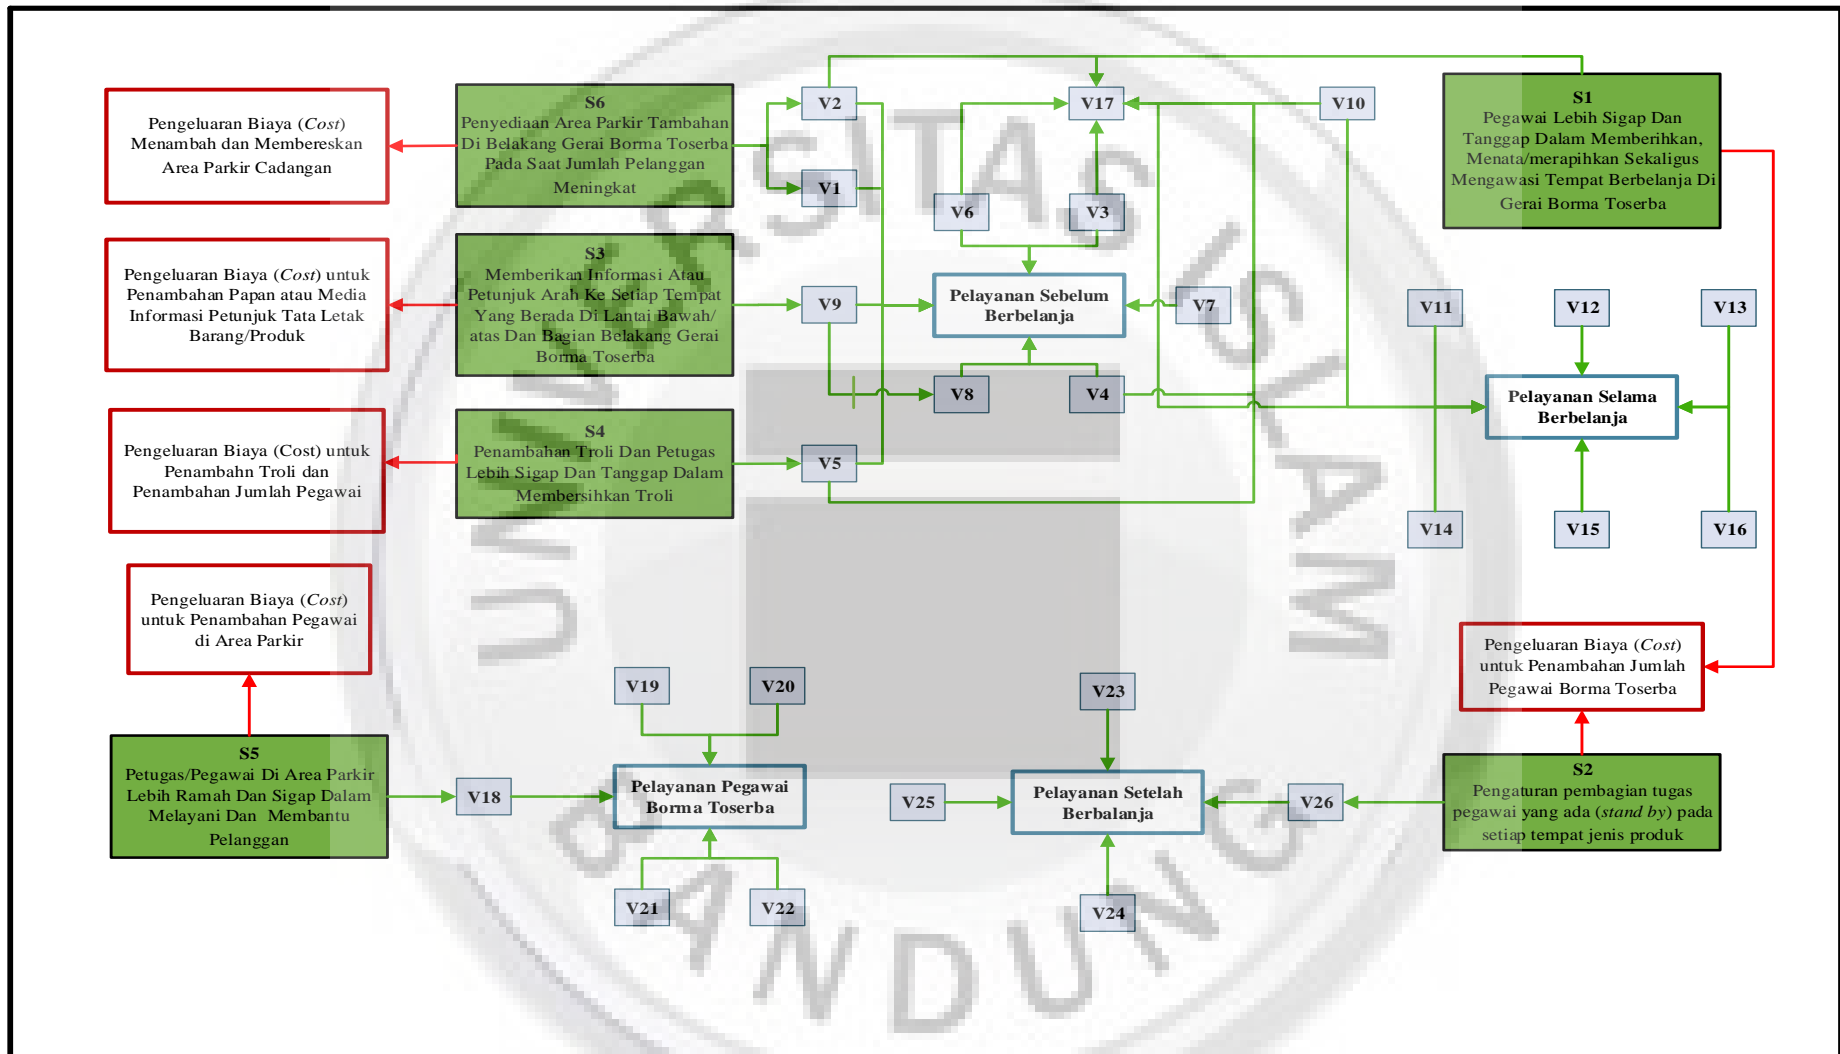 Pengeluaran Biaya (Cost)
Menambah dan Membereskan
Area Parkir Cadangan
S6
Penyediaan Area Parkir Tambahan
Di Belakang Gerai Borma Toserba
Pada Saat Jumlah Pelanggan
Meningkat
V2
V17
V10
S1
Pegawai Lebih Sigap Dan
Tanggap Dalam Memberihkan,
Menata/merapihkan Sekaligus
Mengawasi Tempat Berbelanja Di
Gerai Borma Toserba
V1
V6
V3
Pengeluaran Biaya (Cost) untuk
Penambahan Papan atau Media
Informasi Petunjuk Tata Letak
Barang/Produk
S3
Memberikan Informasi Atau
Petunjuk Arah Ke Setiap Tempat
Yang Berada Di Lantai Bawah/
atas Dan Bagian Belakang Gerai
Borma Toserba
V9
Pelayanan Sebelum
Berbelanja
V7
V11
V12
V13
V8
V4
Pelayanan Selama
Berbelanja
Pengeluaran Biaya (Cost) untuk
Penambahn Troli dan
Penambahan Jumlah Pegawai
S4
Penambahan Troli Dan Petugas
Lebih Sigap Dan Tanggap Dalam
Membersihkan Troli
V5
V14
V15
V16
Pengeluaran Biaya (Cost)
untuk Penambahan Pegawai
di Area Parkir
Pengeluaran Biaya (Cost)
untuk Penambahan Jumlah
Pegawai Borma Toserba
V19
V20
V23
S5
Petugas/Pegawai Di Area Parkir
Lebih Ramah Dan Sigap Dalam
Melayani Dan Membantu
Pelanggan
V18
Pelayanan Pegawai
Borma Toserba
V25
Pelayanan Setelah
Berbalanja
V26
S2
Pengaturan pembagian tugas
pegawai yang ada (stand by) pada
setiap tempat jenis produk
V21
V22
V24
UNIVERSITAS ISLAM
BANDUNG